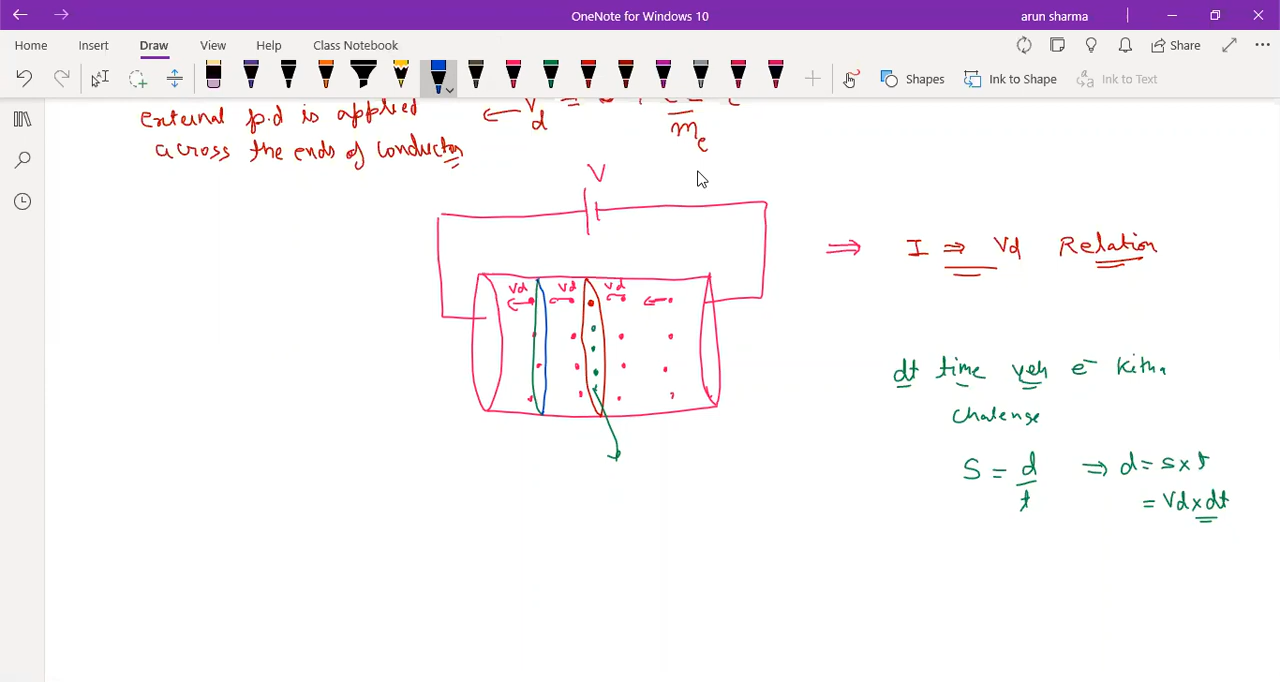 OneNote for Windows 10
arun sharma
Home Insert Draw View Help Class Notebook
Share
Shapes Ink to Shape Ink to Text
external p.d is applied
across the ends of conductor
V
d
m
e
V
⇒ I ⇒ Vd Relation
Vd Vd Vd
dt time yeh e⁻ Kitna
Chalenge
S = d/t ⇒ d = s x t
= Vd x dt